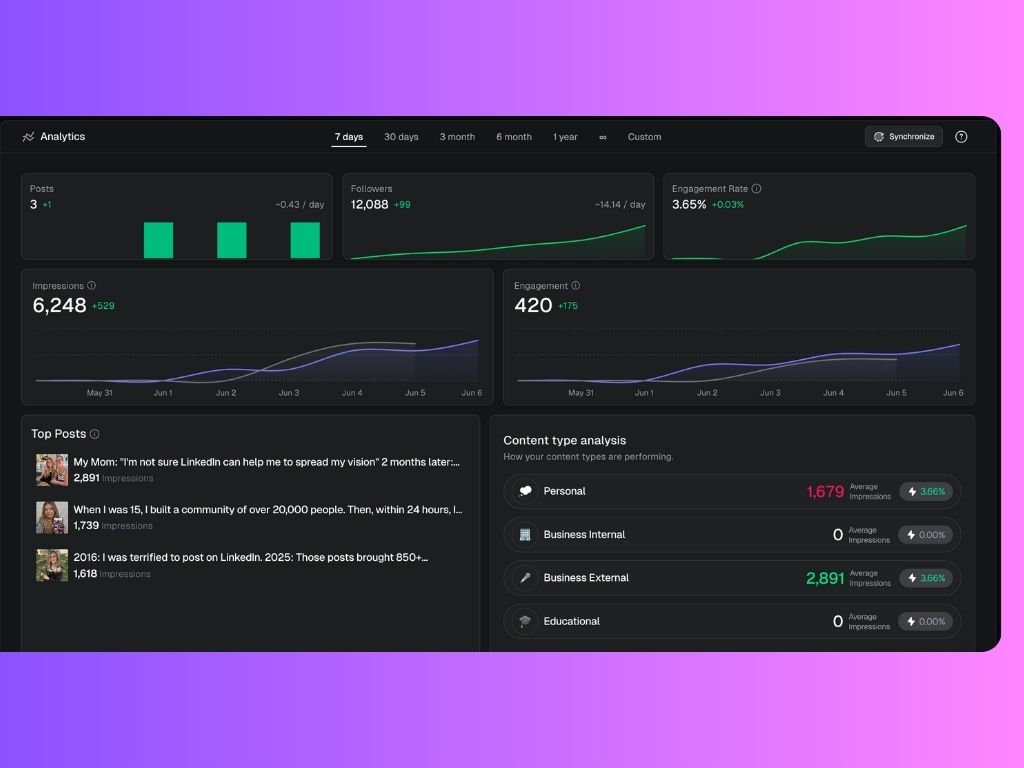 Analytics
7 days 30 days 3 month 6 month 1 year ∞ Custom
Synchronize
Posts
3 +1 ~0.43 / day
Followers
12,088 +99 ~14.14 / day
Engagement Rate
3.65% +0.03%
Impressions
6,248 +529
May 31 Jun 1 Jun 2 Jun 3 Jun 4 Jun 5 Jun 6
Engagement
420 +175
May 31 Jun 1 Jun 2 Jun 3 Jun 4 Jun 5 Jun 6
Top Posts
My Mom: "I'm not sure LinkedIn can help me to spread my vision" 2 months later:...
2,891 Impressions
When I was 15, I built a community of over 20,000 people. Then, within 24 hours, I...
1,739 Impressions
2016: I was terrified to post on LinkedIn. 2025: Those posts brought 850+...
1,618 Impressions
Content type analysis
How your content types are performing.
Personal 1,679 Average Impressions 3.66%
Business Internal 0 Average Impressions 0.00%
Business External 2,891 Average Impressions 3.66%
Educational 0 Average Impressions 0.00%